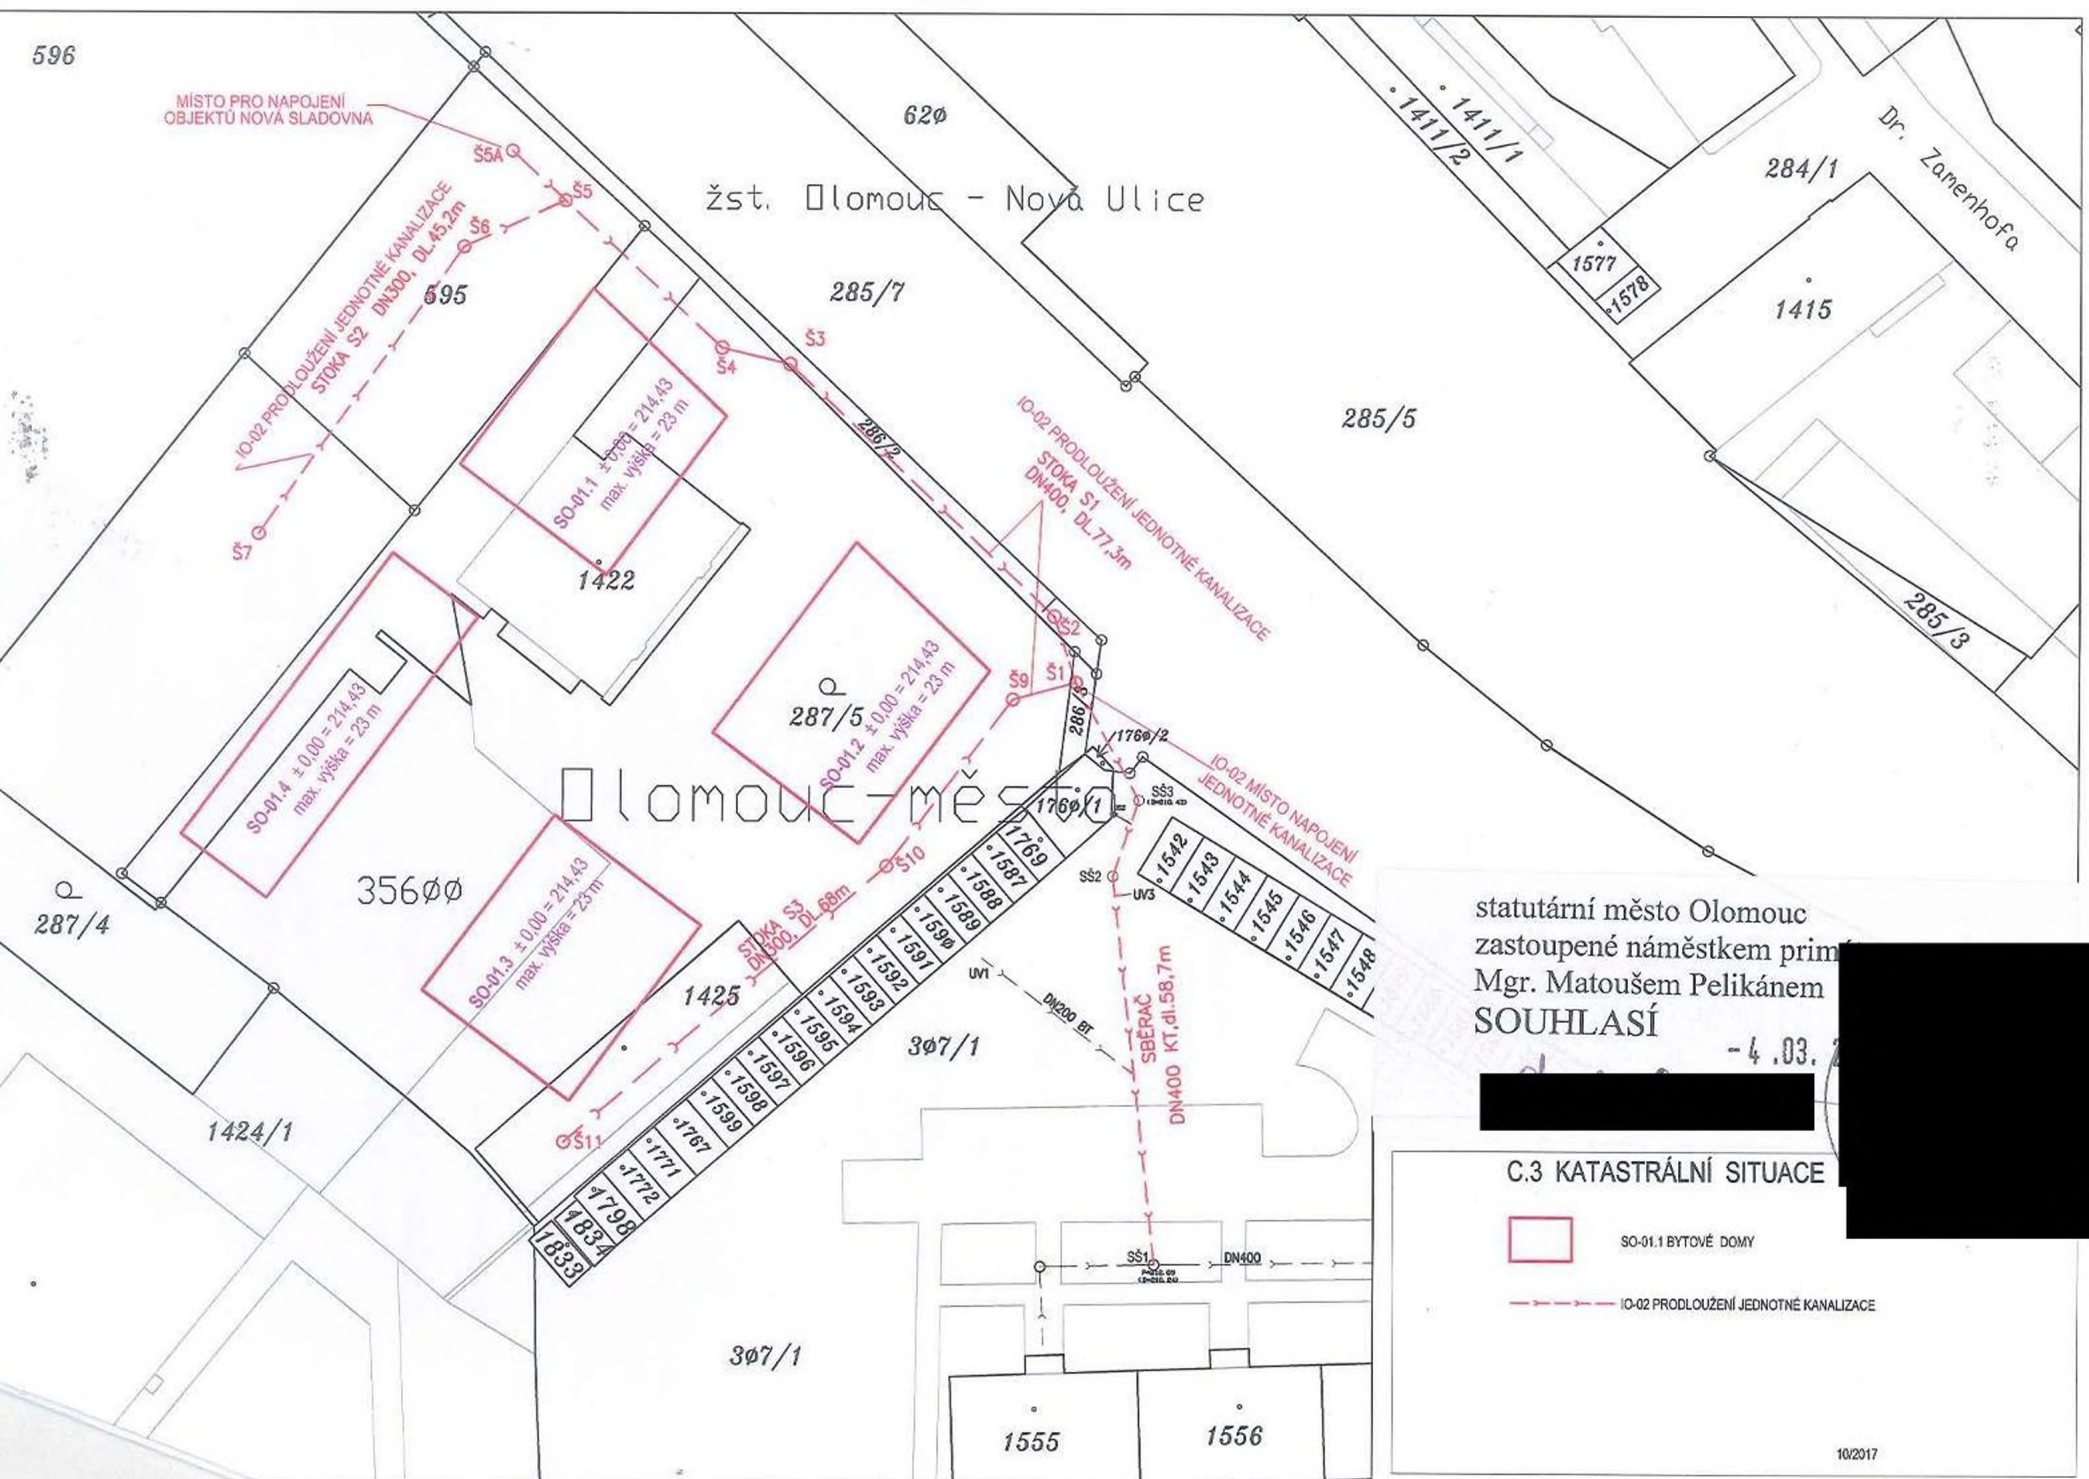 596
MÍSTO PRO NAPOJENÍ
OBJEKTŮ NOVÁ SLADOVNA
Š5A
Š5
Š6
IO-02 PRODLOUŽENÍ JEDNOTNÉ KANALIZACE
STOKA S2 DN300, DL.45,2m
595
Š7
620
žst. Olomouc - Nová Ulice
285/7
Š4
Š3
286/2
1411/2
1411/1
Dr. Zamenhofa
284/1
1577
1578
1415
285/5
285/3
IO-02 PRODLOUŽENÍ JEDNOTNÉ KANALIZACE
STOKA S1
DN400, DL.77,3m
SO-01.1 ±0,00 = 214,43
max. výška = 23 m
1422
Š2
Š1
Š9
286/3
287/5
SO-01.2 ±0,00 = 214,43
max. výška = 23 m
SO-01.4 ±0,00 = 214,43
max. výška = 23 m
Olomouc-město
1760/2
1760/1
IO-02 MÍSTO NAPOJENÍ
JEDNOTNÉ KANALIZACE
SŠ3
SŠ2
UV3
Š10
35600
287/4
SO-01.3 ±0,00 = 214,43
max. výška = 23 m
STOKA S3
DN300, DL.68m
1425
Š11
1424/1
1769
1587
1588
1589
1590
1591
1592
1593
1594
1595
1596
1597
1598
1599
1767
1771
1772
1798
1834
1833
1542
1543
1544
1545
1546
1547
1548
UV1
DN200 BT
SBĚRAČ
DN400 KT,dl.58,7m
307/1
SŠ1
DN400
307/1
1555
1556
statutární město Olomouc
zastoupené náměstkem
Mgr. Matoušem Pelikánem
SOUHLASÍ
-4.03.
C.3 KATASTRÁLNÍ SITUACE
SO-01.1 BYTOVÉ DOMY
IO-02 PRODLOUŽENÍ JEDNOTNÉ KANALIZACE
10/2017